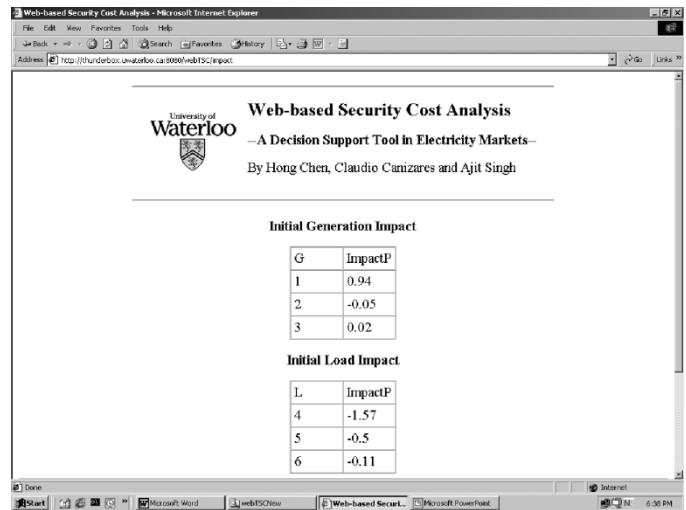 Web-based Security Cost Analysis - Microsoft Internet Explorer
File Edit View Favorites Tools Help
Back Search Favorites History
Address http://thunderbox.uwaterloo.ca:8080/webTSC/impact Go Links »
University of
Waterloo
Web-based Security Cost Analysis
--A Decision Support Tool in Electricity Markets--
By Hong Chen, Claudio Canizares and Ajit Singh
Initial Generation Impact
G ImpactP
1 0.94
2 -0.05
3 0.02
Initial Load Impact
L ImpactP
4 -1.57
5 -0.5
6 -0.11
Done Internet
Start » Microsoft Word webTSCNew Web-based Securi... Microsoft PowerPoint 6:38 PM